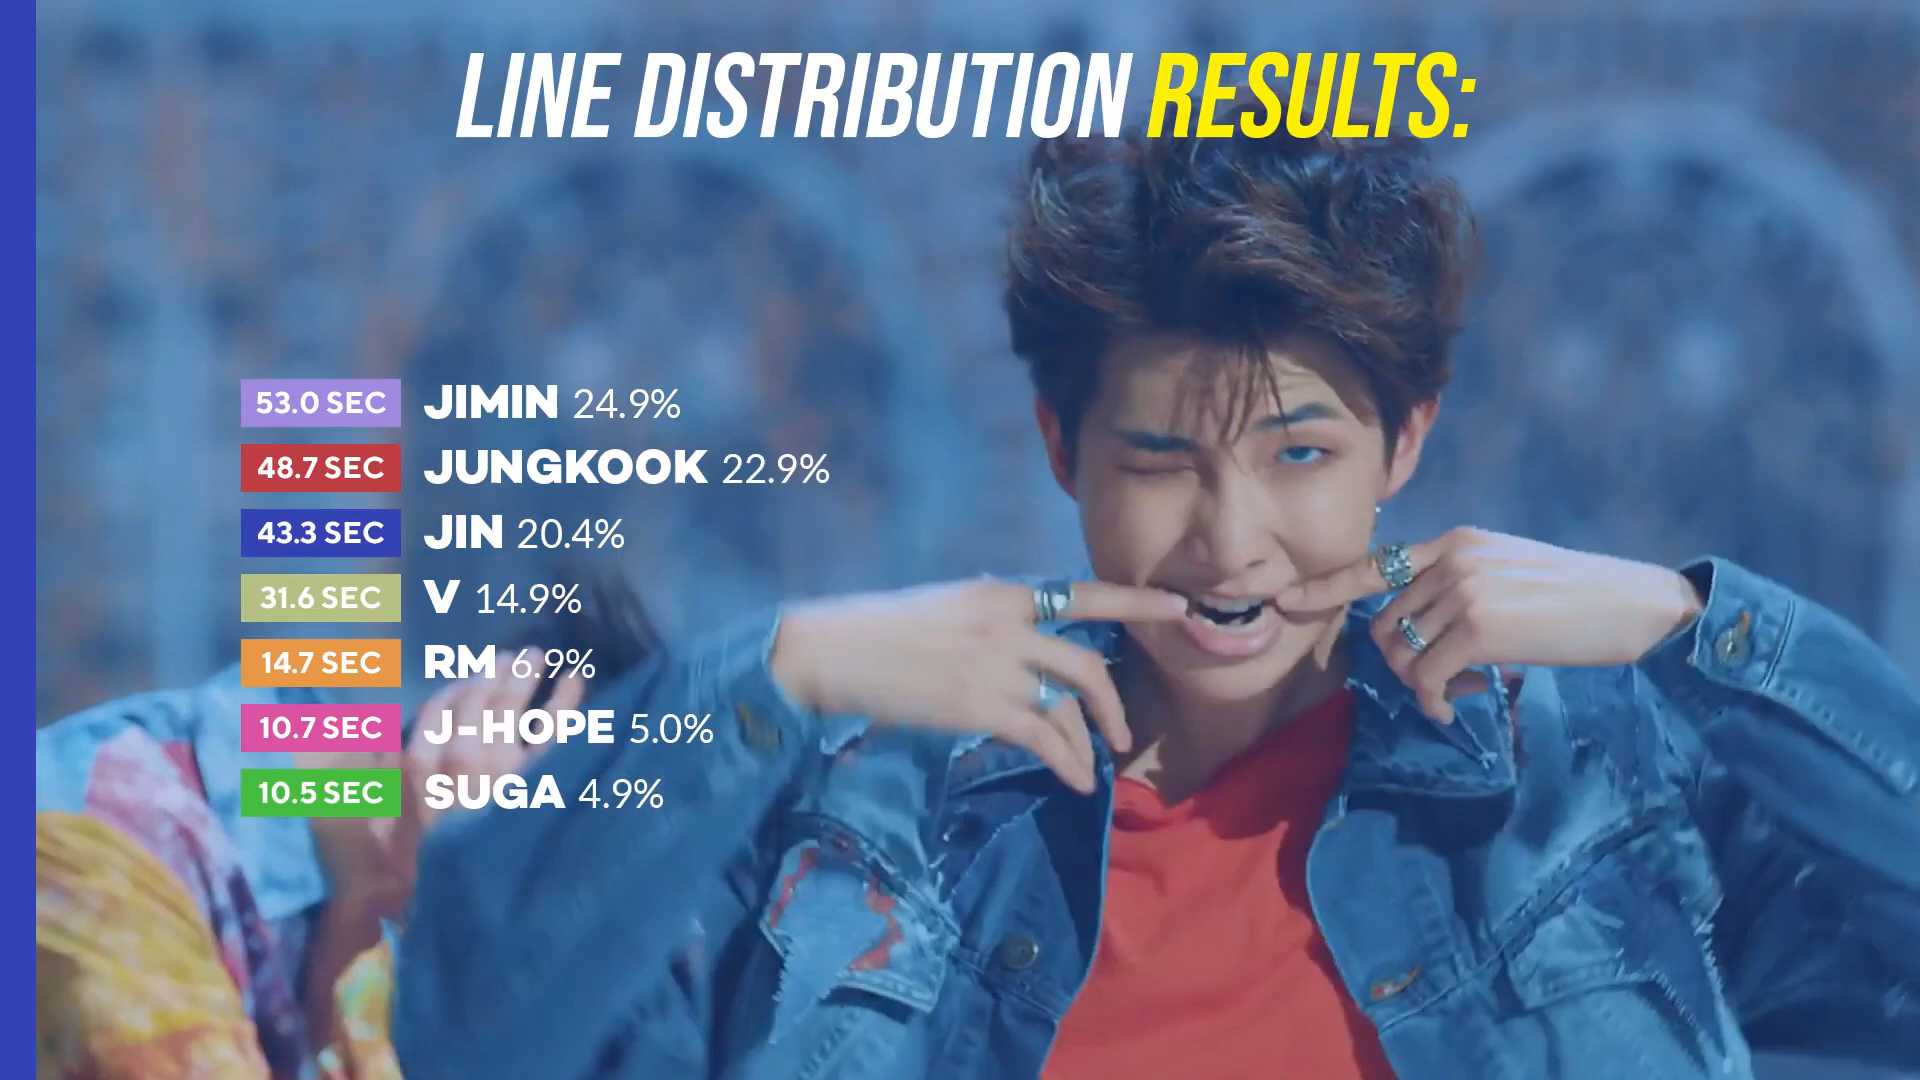 LINE DISTRIBUTION RESULTS:
53.0 SEC JIMIN 24.9%
48.7 SEC JUNGKOOK 22.9%
43.3 SEC JIN 20.4%
31.6 SEC V 14.9%
14.7 SEC RM 6.9%
10.7 SEC J-HOPE 5.0%
10.5 SEC SUGA 4.9%